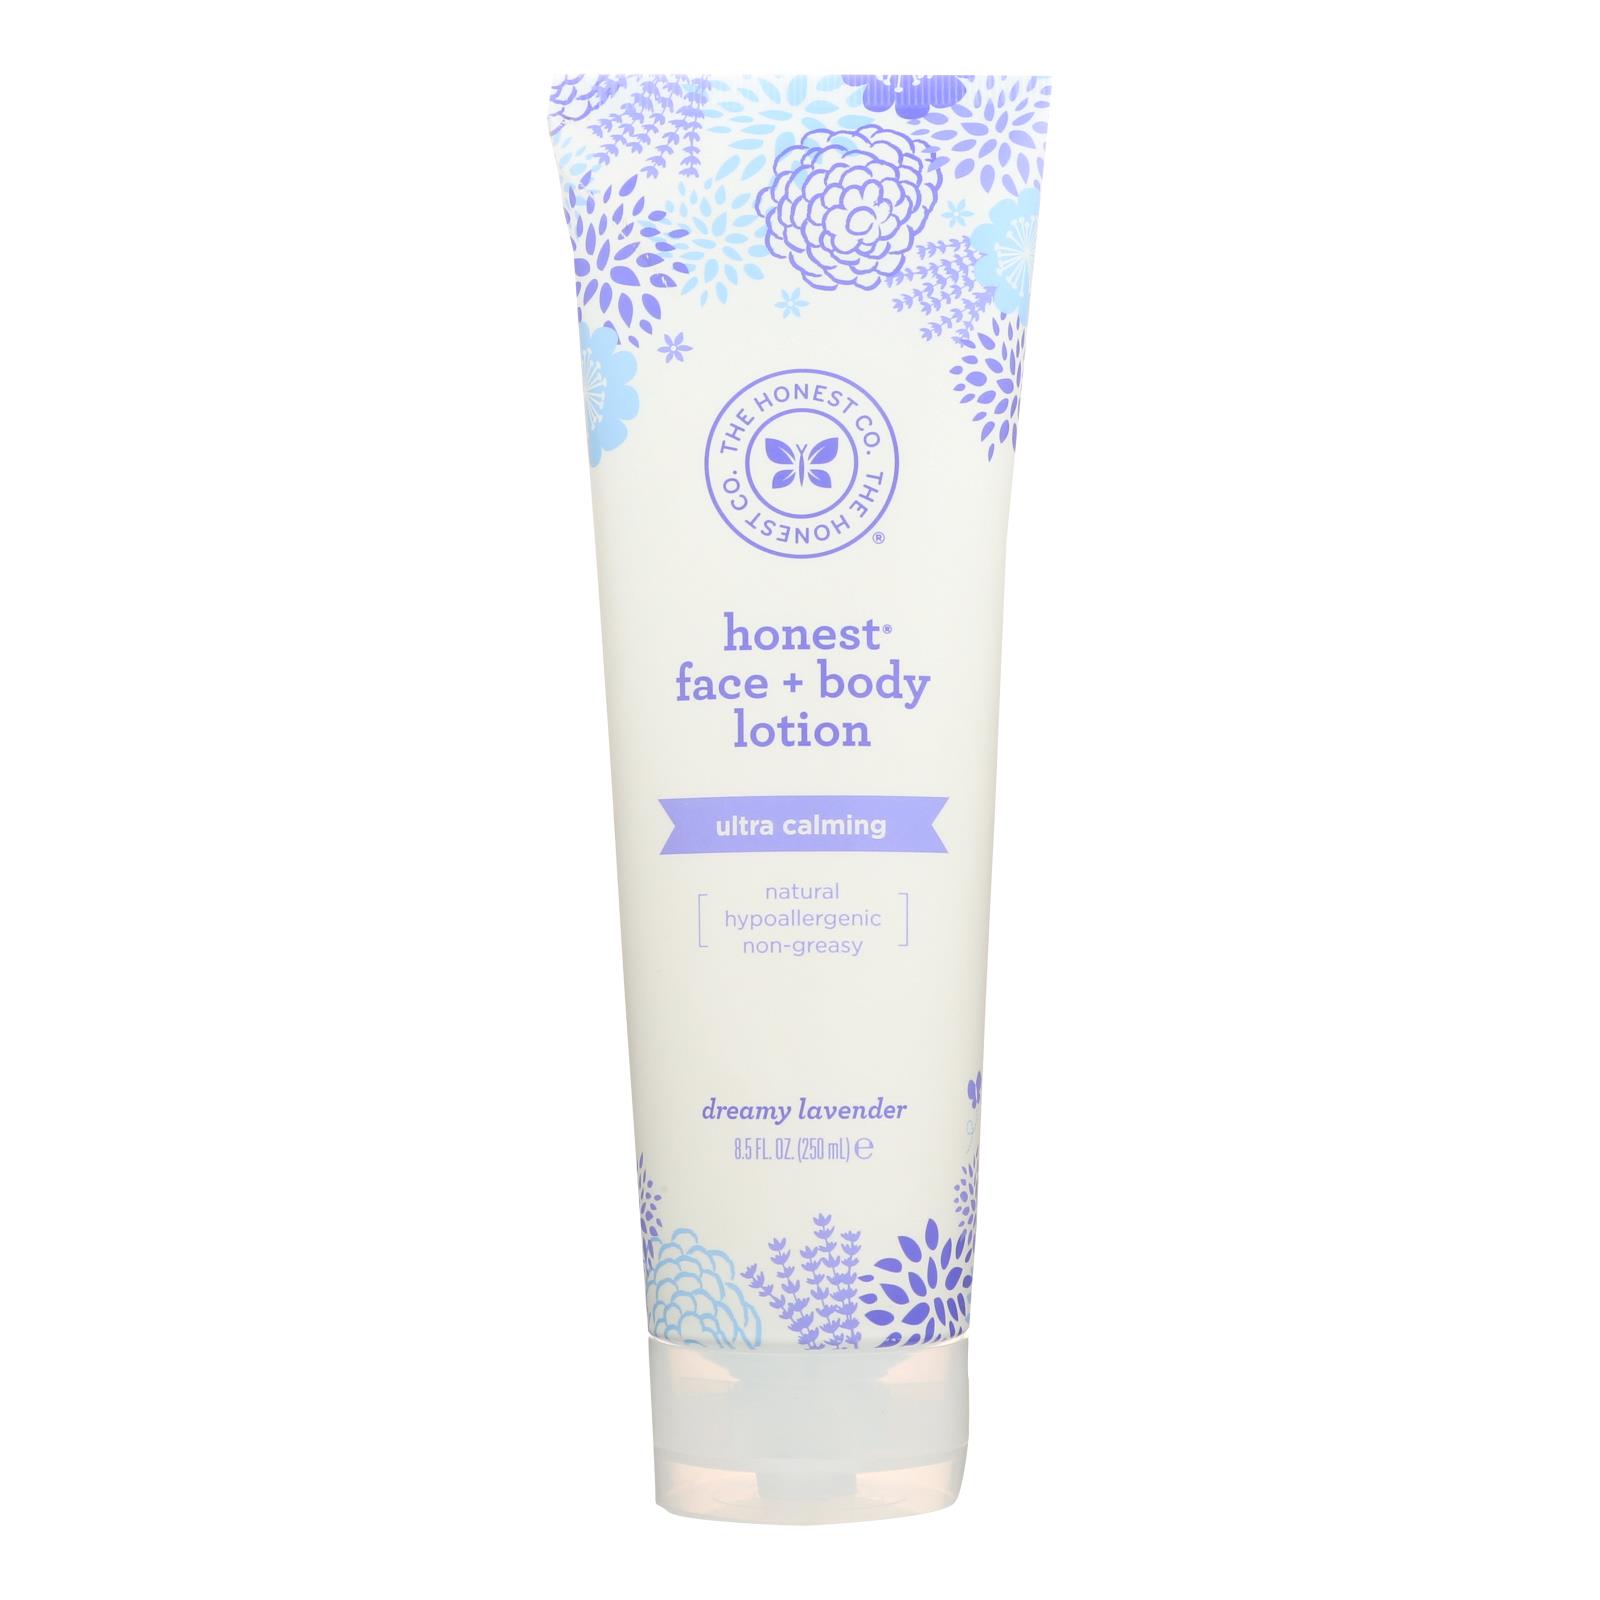 THE HONEST CO. THE HONEST CO. ®
honest®
face + body
lotion
ultra calming
natural
hypoallergenic
non-greasy
dreamy lavender
8.5 FL. OZ. (250 mL) ℮